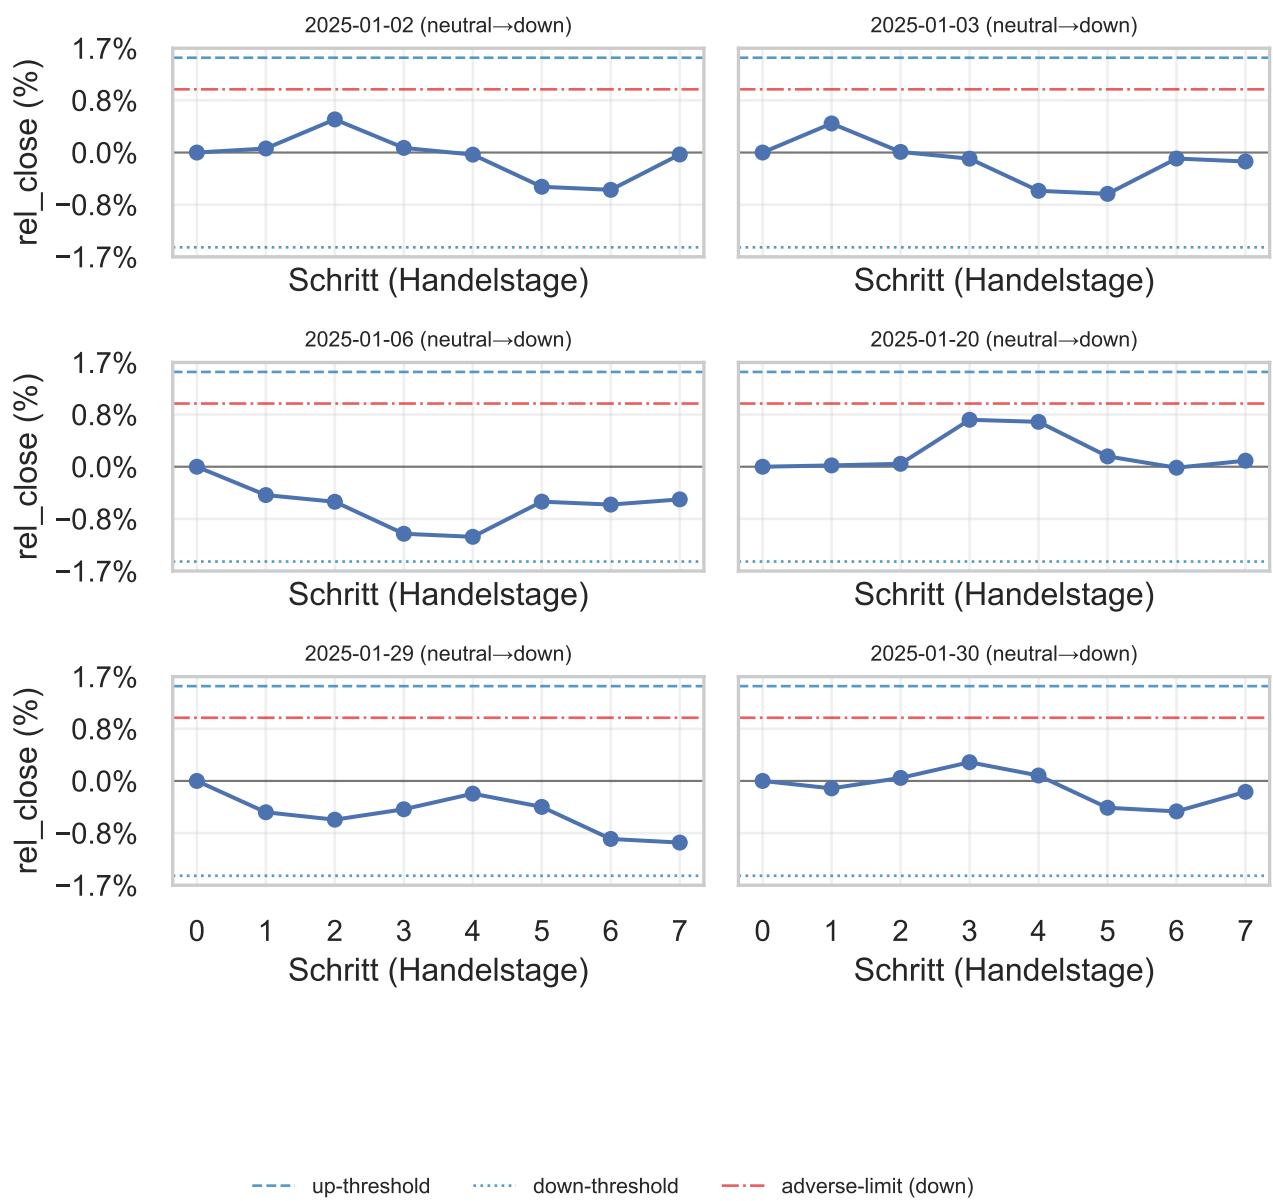 2025-01-02 (neutral→down)
2025-01-03 (neutral→down)
1.7%
0.8%
0.0%
−0.8%
−1.7%
rel_close (%)
Schritt (Handelstage)
Schritt (Handelstage)
2025-01-06 (neutral→down)
2025-01-20 (neutral→down)
1.7%
0.8%
0.0%
−0.8%
−1.7%
rel_close (%)
Schritt (Handelstage)
Schritt (Handelstage)
2025-01-29 (neutral→down)
2025-01-30 (neutral→down)
1.7%
0.8%
0.0%
−0.8%
−1.7%
rel_close (%)
0 1 2 3 4 5 6 7
0 1 2 3 4 5 6 7
Schritt (Handelstage)
Schritt (Handelstage)
up-threshold down-threshold adverse-limit (down)